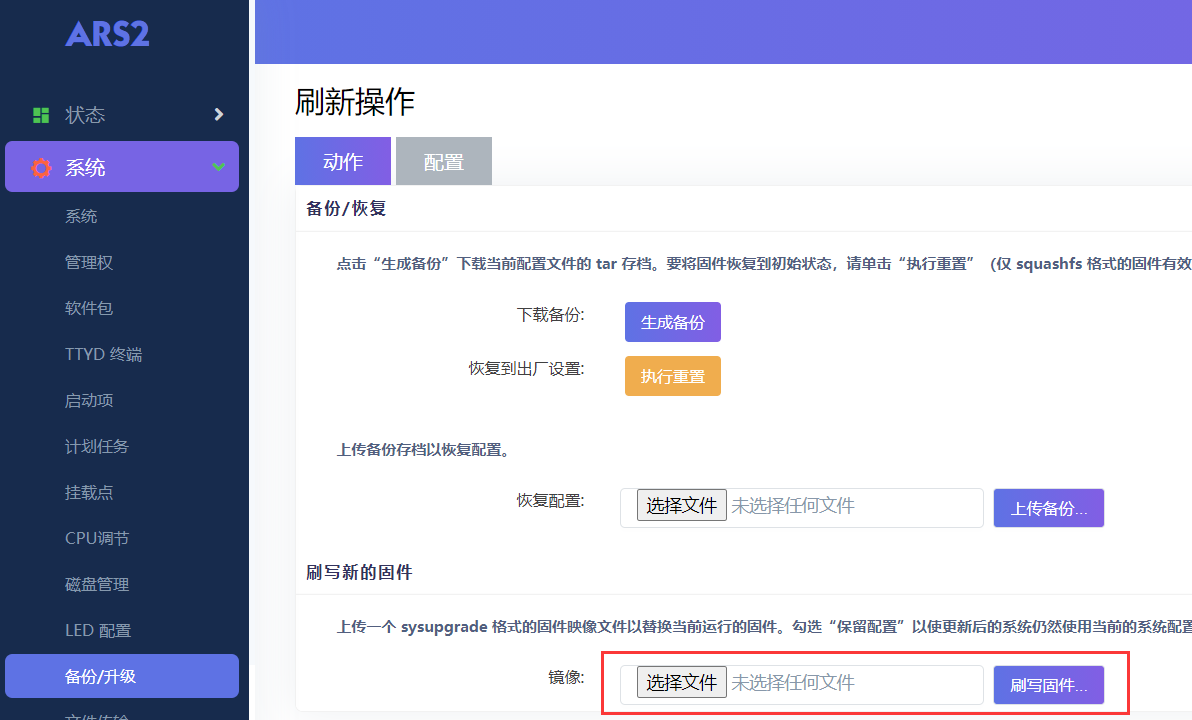 ARS2
状态
系统
系统
管理权
软件包
TTYD 终端
启动项
计划任务
挂载点
CPU调节
磁盘管理
LED 配置
备份/升级
文件传输
刷新操作
动作
配置
备份/恢复
点击“生成备份”下载当前配置文件的 tar 存档。要将固件恢复到初始状态，请单击“执行重置”（仅 squashfs 格式的固件有效
下载备份:
生成备份
恢复到出厂设置:
执行重置
上传备份存档以恢复配置。
恢复配置:
选择文件 未选择任何文件
上传备份...
刷写新的固件
上传一个 sysupgrade 格式的固件映像文件以替换当前运行的固件。勾选“保留配置”以使更新后的系统仍然使用当前的系统配置
镜像:
选择文件 未选择任何文件
刷写固件...